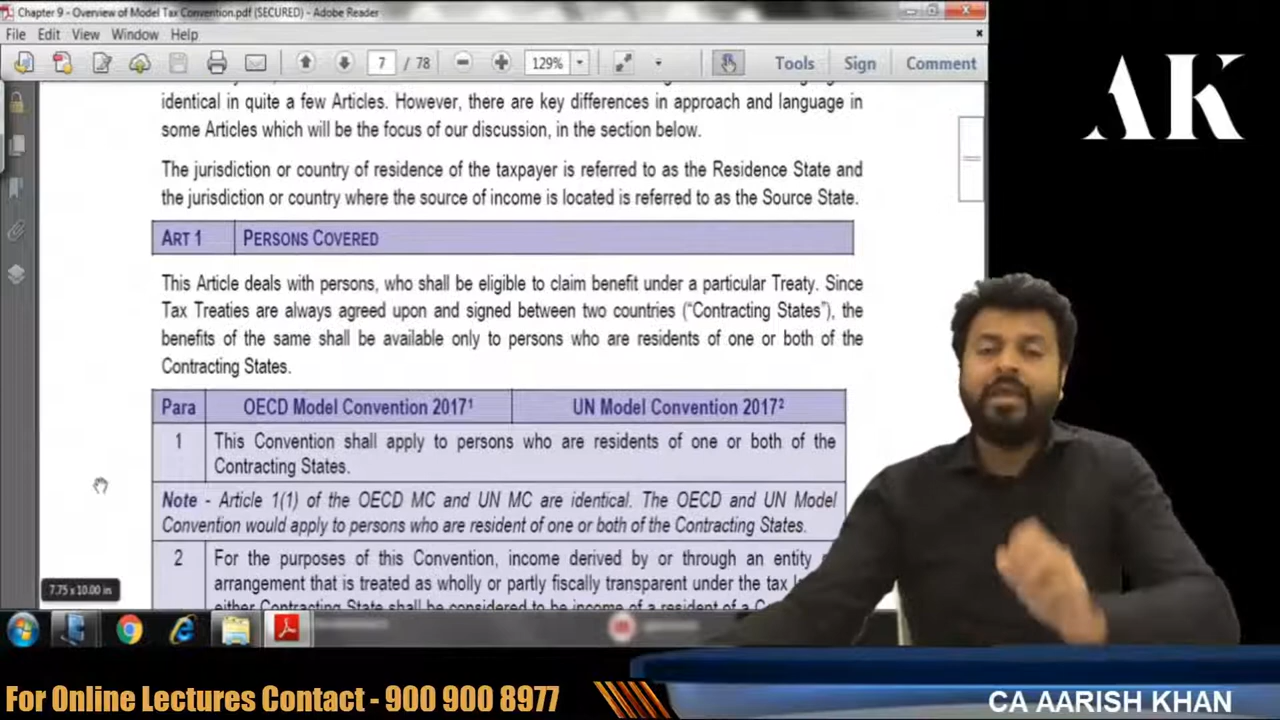 Chapter 9 - Overview of Model Tax Convention.pdf (SECURED) - Adobe Reader
File Edit View Window Help
7 / 78 129% Tools Sign Comment
identical in quite a few Articles. However, there are key differences in approach and language in
some Articles which will be the focus of our discussion, in the section below.
The jurisdiction or country of residence of the taxpayer is referred to as the Residence State and
the jurisdiction or country where the source of income is located is referred to as the Source State.
ART 1 PERSONS COVERED
This Article deals with persons, who shall be eligible to claim benefit under a particular Treaty. Since
Tax Treaties are always agreed upon and signed between two countries (“Contracting States”), the
benefits of the same shall be available only to persons who are residents of one or both of the
Contracting States.
Para OECD Model Convention 2017¹ UN Model Convention 2017²
1 This Convention shall apply to persons who are residents of one or both of the
Contracting States.
Note - Article 1(1) of the OECD MC and UN MC are identical. The OECD and UN Model
Convention would apply to persons who are resident of one or both of the Contracting States.
2 For the purposes of this Convention, income derived by or through an entity
arrangement that is treated as wholly or partly fiscally transparent under the tax
either Contracting State shall be considered to be income of a resident of a
7.75 x 10.00 in
AK
For Online Lectures Contact - 900 900 8977
CA AARISH KHAN